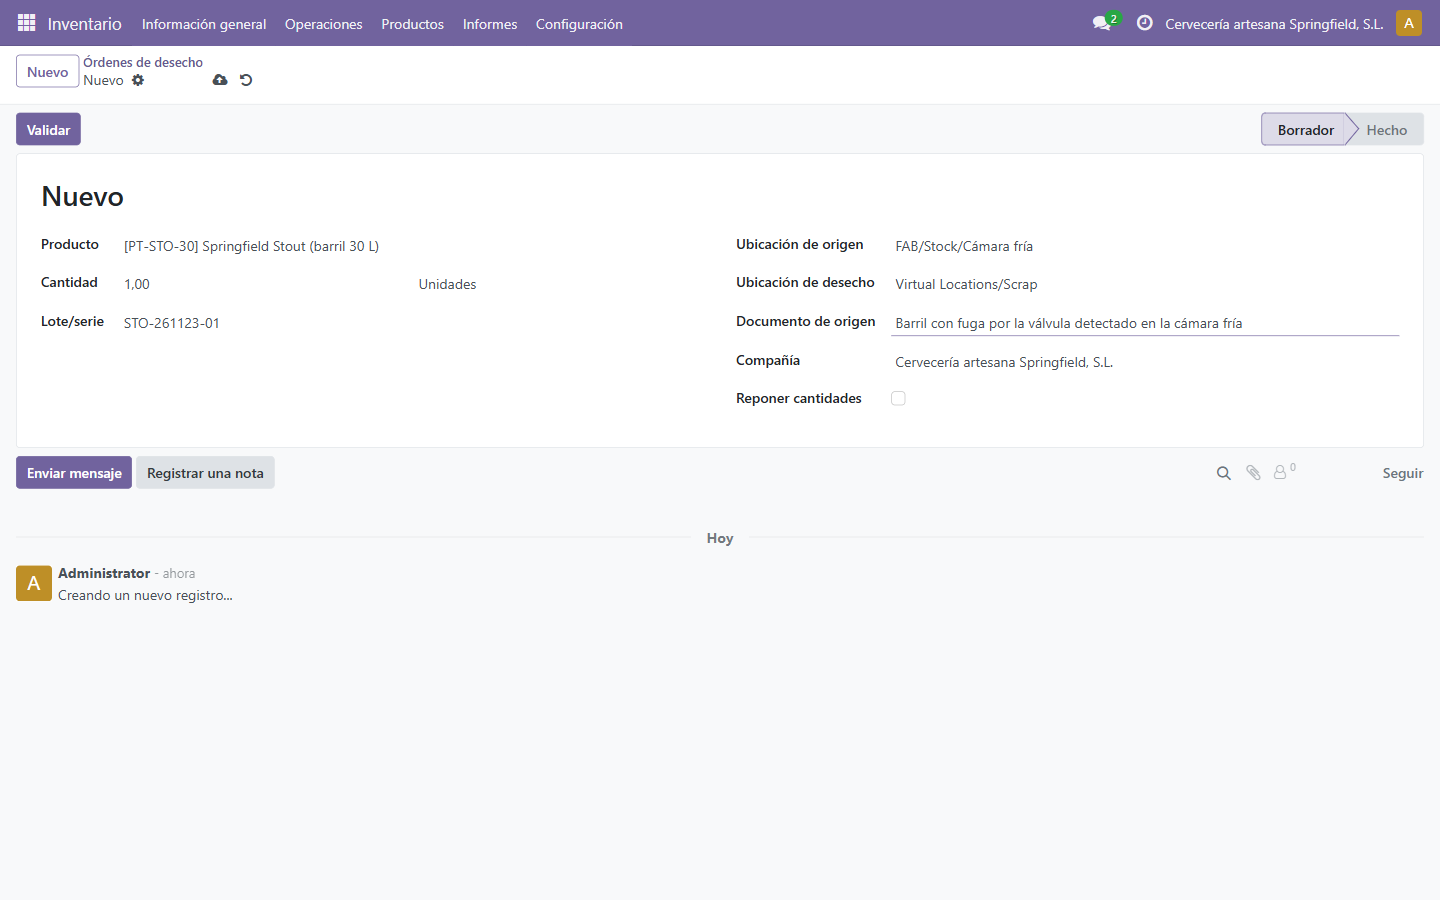 Inventario Información general Operaciones Productos Informes Configuración 2 Cervecería artesana Springfield, S.L. A
Nuevo Órdenes de desecho
Nuevo
Validar Borrador Hecho
Nuevo
Producto [PT-STO-30] Springfield Stout (barril 30 L)
Cantidad 1,00 Unidades
Lote/serie STO-261123-01
Ubicación de origen FAB/Stock/Cámara fría
Ubicación de desecho Virtual Locations/Scrap
Documento de origen Barril con fuga por la válvula detectado en la cámara fría
Compañía Cervecería artesana Springfield, S.L.
Reponer cantidades
Enviar mensaje Registrar una nota 0 Seguir
Hoy
A Administrator - ahora
Creando un nuevo registro...